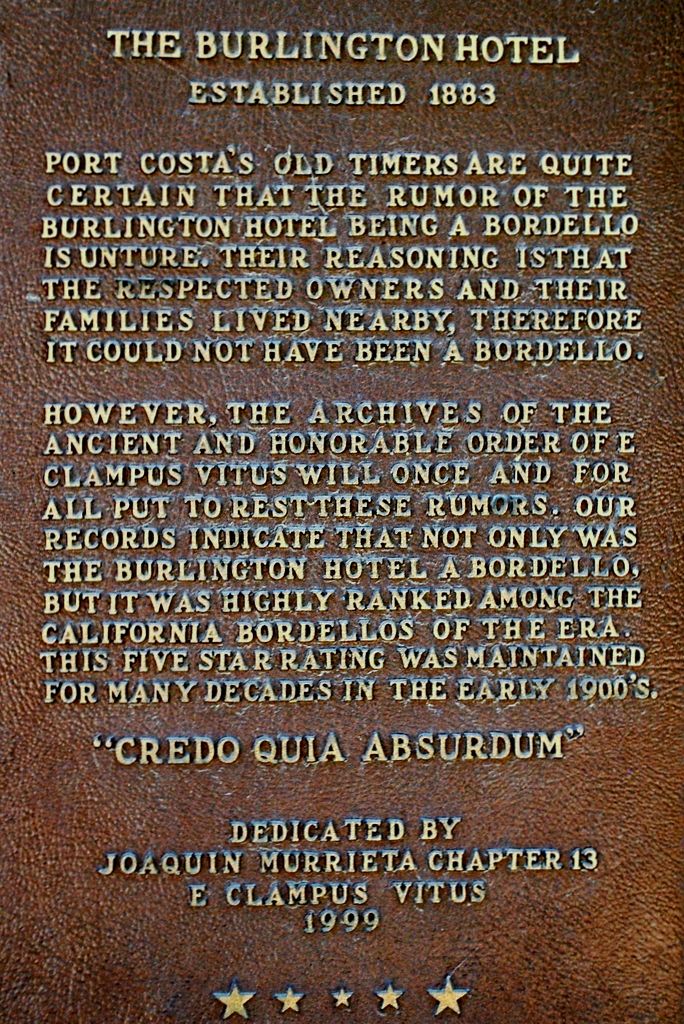 THE BURLINGTON HOTEL
ESTABLISHED 1883
PORT COSTA'S OLD TIMERS ARE QUITE
CERTAIN THAT THE RUMOR OF THE
BURLINGTON HOTEL BEING A BORDELLO
IS UNTURE. THEIR REASONING IS THAT
THE RESPECTED OWNERS AND THEIR
FAMILIES LIVED NEARBY, THEREFORE
IT COULD NOT HAVE BEEN A BORDELLO.
HOWEVER, THE ARCHIVES OF THE
ANCIENT AND HONORABLE ORDER OF E
CLAMPUS VITUS WILL ONCE AND FOR
ALL PUT TO REST THESE RUMORS. OUR
RECORDS INDICATE THAT NOT ONLY WAS
THE BURLINGTON HOTEL A BORDELLO,
BUT IT WAS HIGHLY RANKED AMONG THE
CALIFORNIA BORDELLOS OF THE ERA.
THIS FIVE STAR RATING WAS MAINTAINED
FOR MANY DECADES IN THE EARLY 1900'S.
"CREDO QUIA ABSURDUM"
DEDICATED BY
JOAQUIN MURRIETA CHAPTER 13
E CLAMPUS VITUS
1999